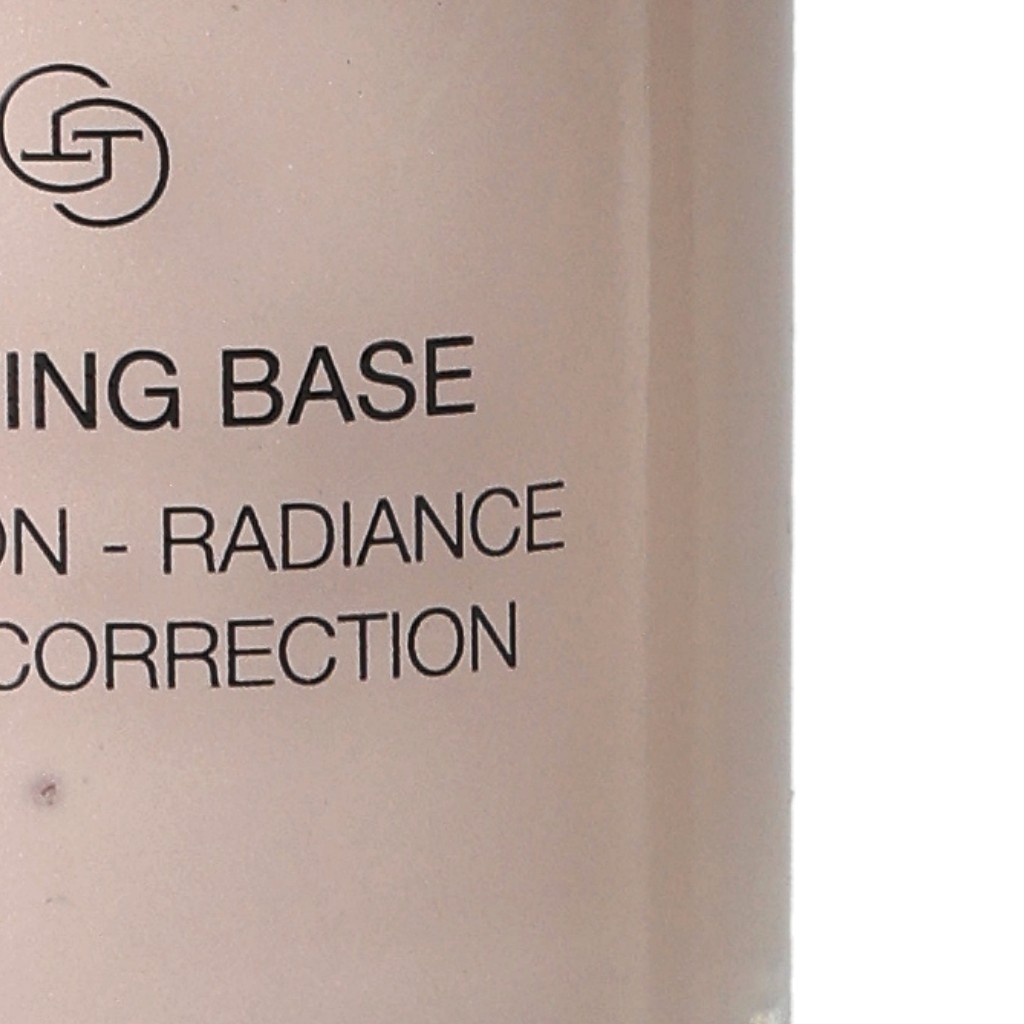 ING BASE
ON - RADIANCE
CORRECTION